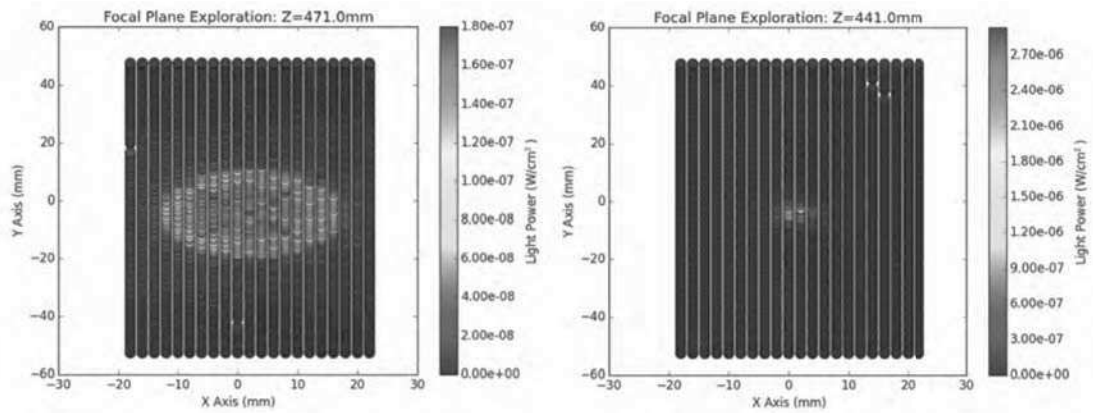 Focal Plane Exploration: Z=471.0mm
60
40
20
0
−20
−40
−60
Y Axis (mm)
−30
−20
−10
0
10
20
30
X Axis (mm)
1.80e-07
1.60e-07
1.40e-07
1.20e-07
1.00e-07
8.00e-08
6.00e-08
4.00e-08
2.00e-08
0.00e+00
Light Power (W/cm²)
Focal Plane Exploration: Z=441.0mm
60
40
20
0
−20
−40
−60
Y Axis (mm)
−30
−20
−10
0
10
20
30
X Axis (mm)
2.70e-06
2.40e-06
2.10e-06
1.80e-06
1.50e-06
1.20e-06
9.00e-07
6.00e-07
3.00e-07
0.00e+00
Light Power (W/cm²)